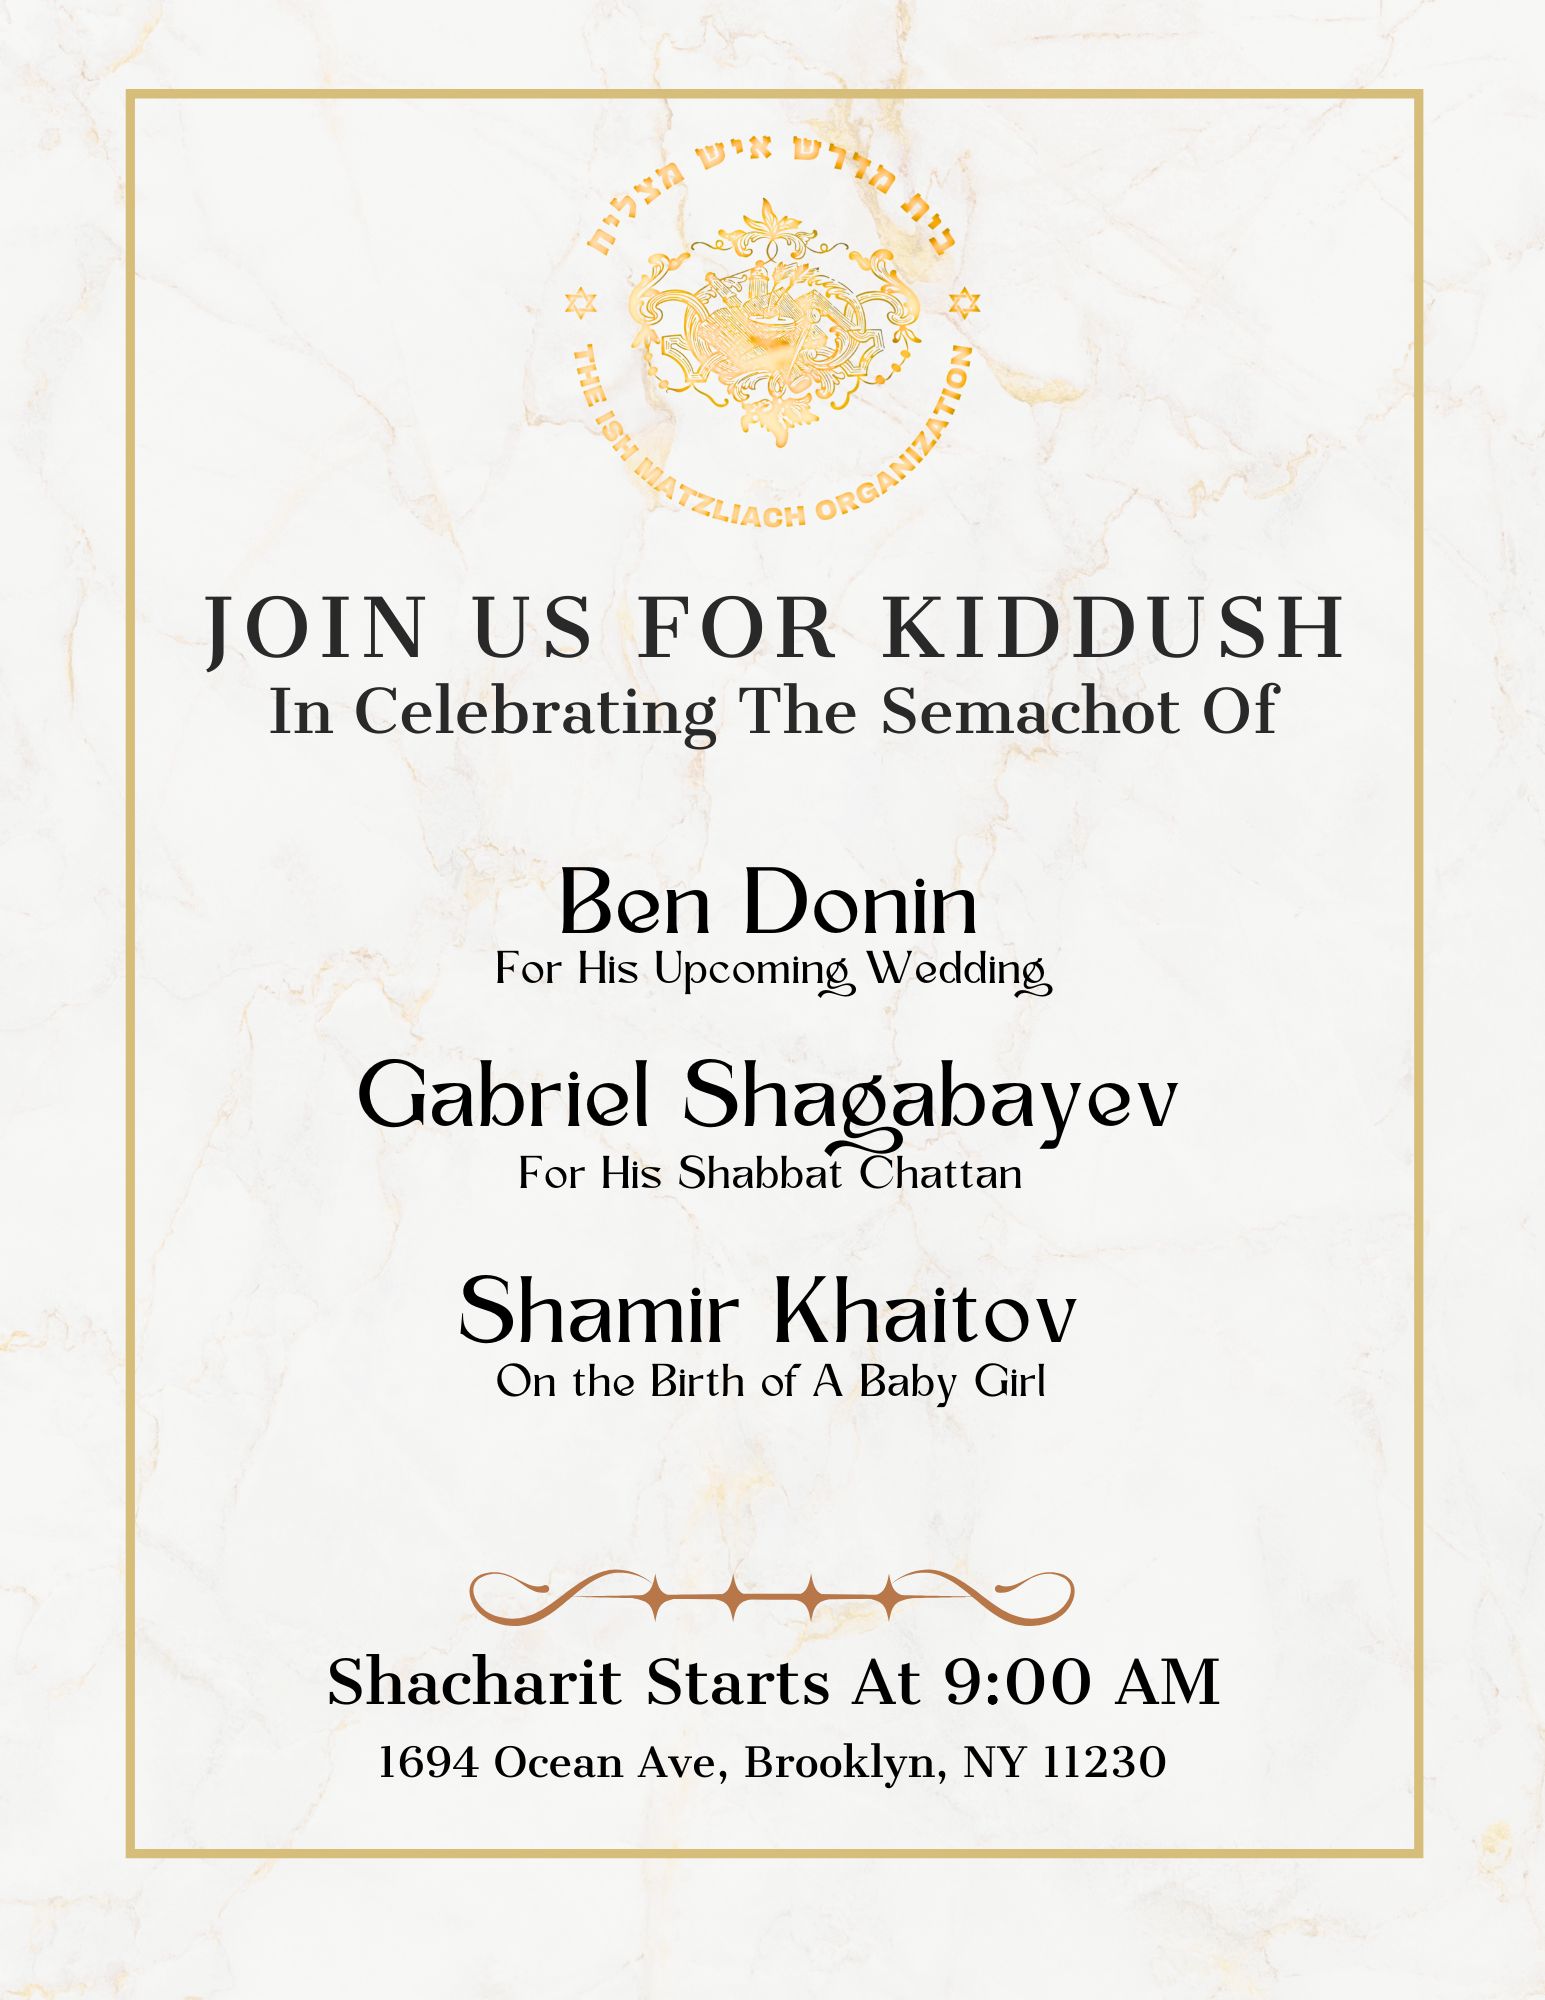 בית מדרש איש מצליח
THE ISH MATZLIACH ORGANIZATION
JOIN US FOR KIDDUSH
In Celebrating The Semachot Of
Ben Donin
For His Upcoming Wedding
Gabriel Shagabayev
For His Shabbat Chattan
Shamir Khaitov
On the Birth of A Baby Girl
Shacharit Starts At 9:00 AM
1694 Ocean Ave, Brooklyn, NY 11230